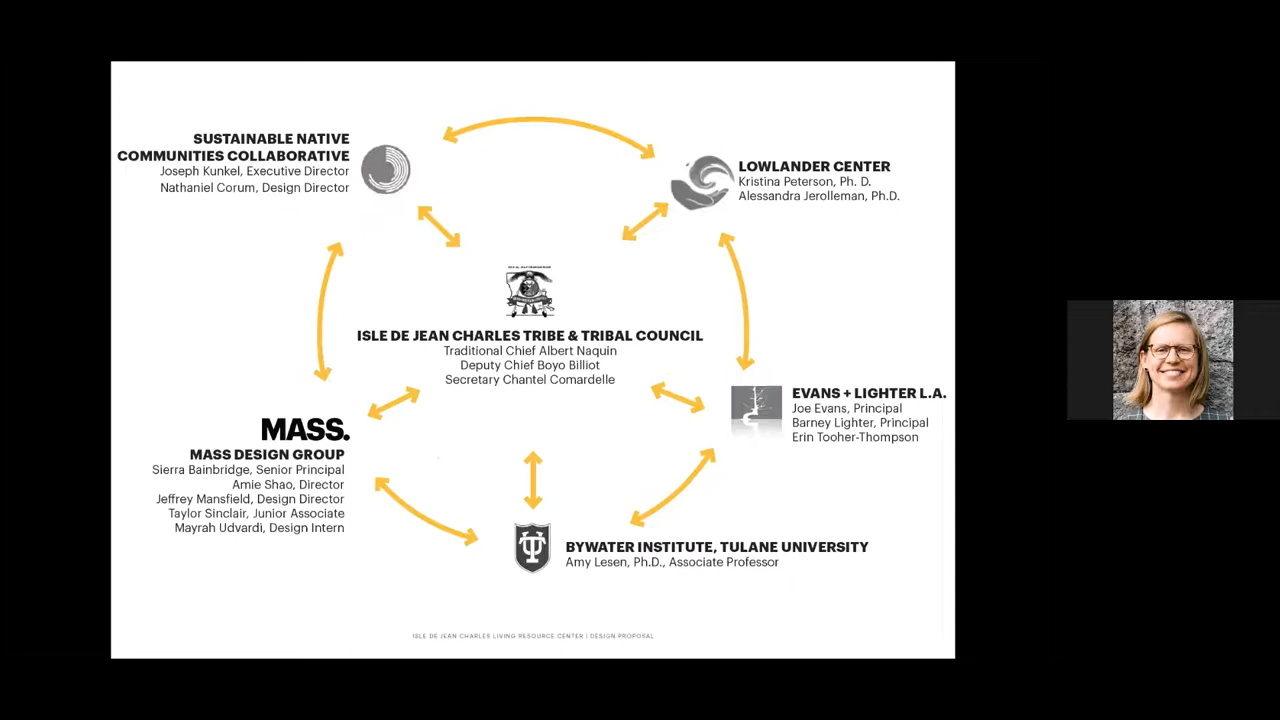 SUSTAINABLE NATIVE
COMMUNITIES COLLABORATIVE
Joseph Kunkel, Executive Director
Nathaniel Corum, Design Director
LOWLANDER CENTER
Kristina Peterson, Ph. D.
Alessandra Jerolleman, Ph.D.
ISLE DE JEAN CHARLES TRIBE & TRIBAL COUNCIL
Traditional Chief Albert Naquin
Deputy Chief Boyo Billiot
Secretary Chantel Comardelle
EVANS + LIGHTER L.A.
Joe Evans, Principal
Barney Lighter, Principal
Erin Tooher-Thompson
MASS.
MASS DESIGN GROUP
Sierra Bainbridge, Senior Principal
Amie Shao, Director
Jeffrey Mansfield, Design Director
Taylor Sinclair, Junior Associate
Mayrah Udvardi, Design Intern
BYWATER INSTITUTE, TULANE UNIVERSITY
Amy Lesen, Ph.D., Associate Professor
ISLE DE JEAN CHARLES LIVING RESOURCE CENTER | DESIGN PROPOSAL